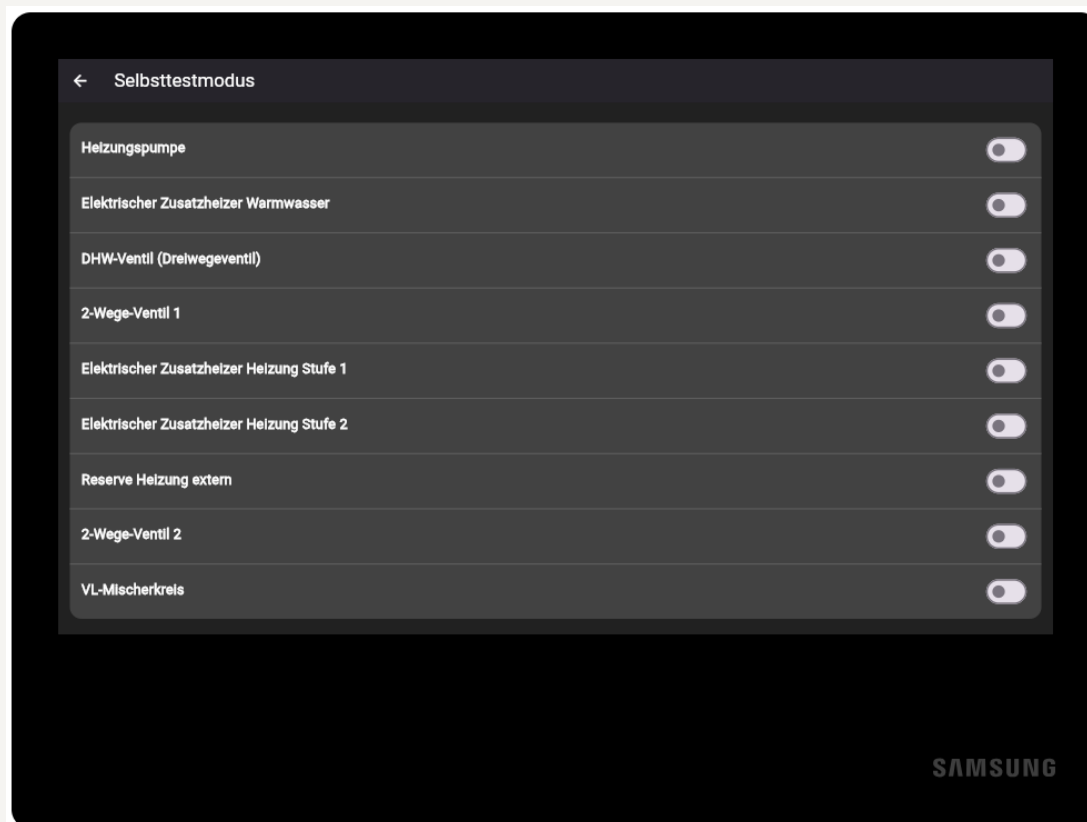 Selbsttestmodus
Heizungspumpe
Elektrischer Zusatzheizer Warmwasser
DHW-Ventil (Dreiwegeventil)
2-Wege-Ventil 1
Elektrischer Zusatzheizer Heizung Stufe 1
Elektrischer Zusatzheizer Heizung Stufe 2
Reserve Heizung extern
2-Wege-Ventil 2
VL-Mischerkreis
SAMSUNG